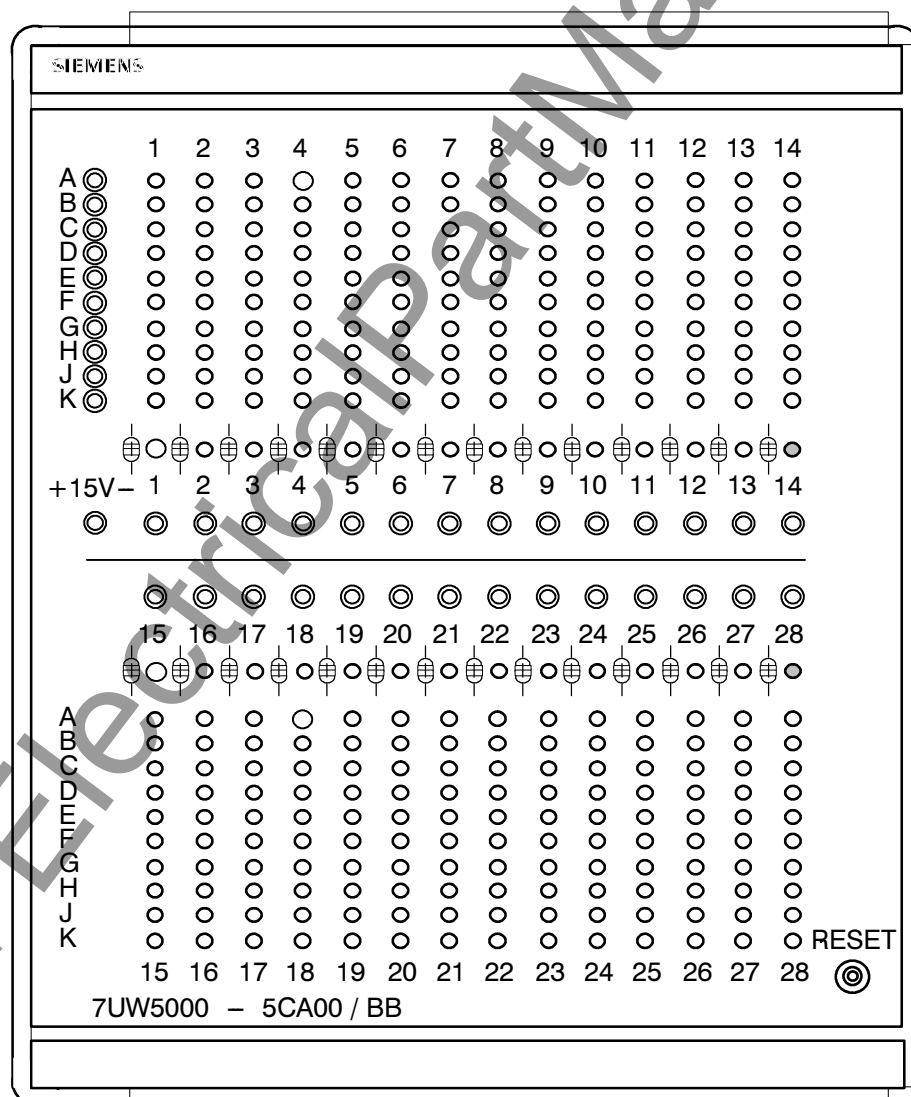 SIEMENS
1 2 3 4 5 6 7 8 9 10 11 12 13 14
A
B
C
D
E
F
G
H
J
K
+15V– 1 2 3 4 5 6 7 8 9 10 11 12 13 14
15 16 17 18 19 20 21 22 23 24 25 26 27 28
A
B
C
D
E
F
G
H
J
K
RESET
15 16 17 18 19 20 21 22 23 24 25 26 27 28
7UW5000 – 5CA00 / BB